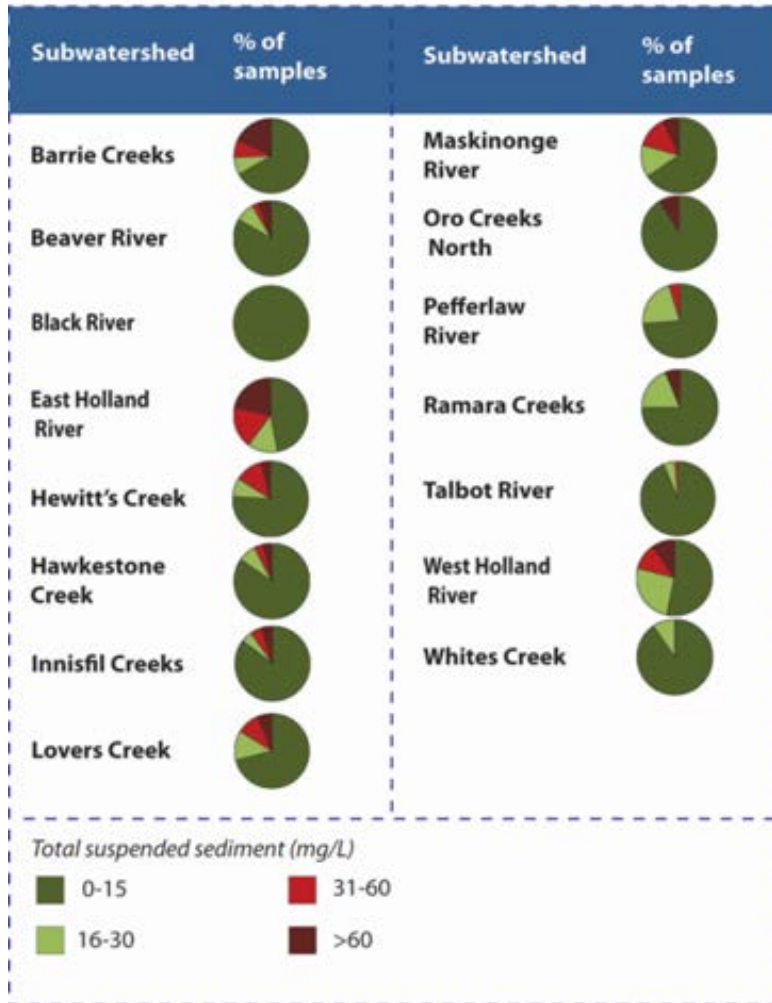 Subwatershed
% of
samples
Barrie Creeks
Beaver River
Black River
East Holland
River
Hewitt's Creek
Hawkestone
Creek
Innisfil Creeks
Lovers Creek
Subwatershed
% of
samples
Maskinonge
River
Oro Creeks
North
Pefferlaw
River
Ramara Creeks
Talbot River
West Holland
River
Whites Creek
Total suspended sediment (mg/L)
0-15
31-60
16-30
>60